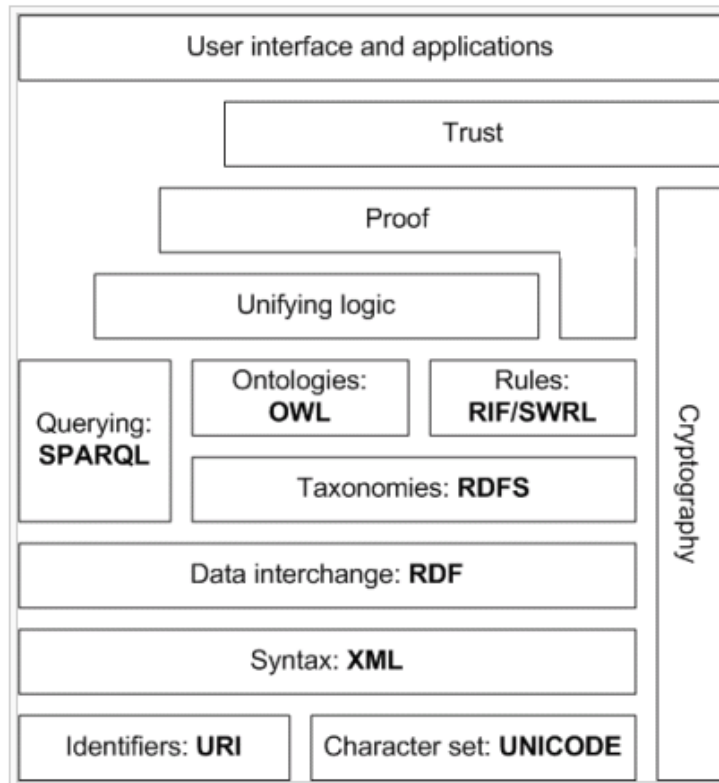 User interface and applications
Trust
Proof
Unifying logic
Querying:
SPARQL
Ontologies:
OWL
Rules:
RIF/SWRL
Taxonomies: RDFS
Cryptography
Data interchange: RDF
Syntax: XML
Identifiers: URI
Character set: UNICODE